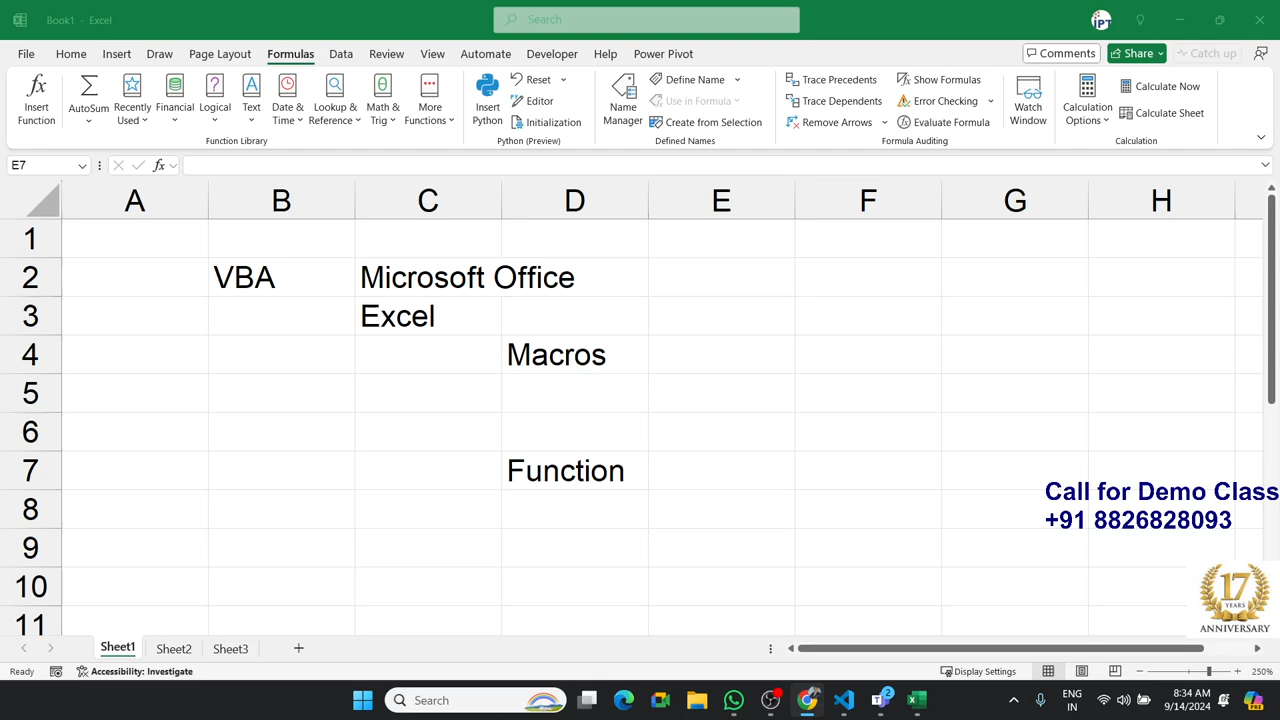 Book1 - Excel
Search
IPT
File Home Insert Draw Page Layout Formulas Data Review View Automate Developer Help Power Pivot
Comments Share Catch up
fx Insert Function
AutoSum
Recently Used
Financial
Logical
Text
Date & Time
Lookup & Reference
Math & Trig
More Functions
Function Library
Insert Python
Reset
Editor
Initialization
Python (Preview)
Name Manager
Define Name
Use in Formula
Create from Selection
Defined Names
Trace Precedents
Trace Dependents
Remove Arrows
Show Formulas
Error Checking
Evaluate Formula
Formula Auditing
Watch Window
Calculation Options
Calculate Now
Calculate Sheet
Calculation
E7
fx
A B C D E F G H
1
2 VBA Microsoft Office
3 Excel
4 Macros
5
6
7 Function
8
9
10
11
Call for Demo Class
+91 8826828093
17
YEARS
ANNIVERSARY
Sheet1 Sheet2 Sheet3
Ready Accessibility: Investigate Display Settings 250%
Search
2
ENG
IN
8:34 AM
9/14/2024
PRE